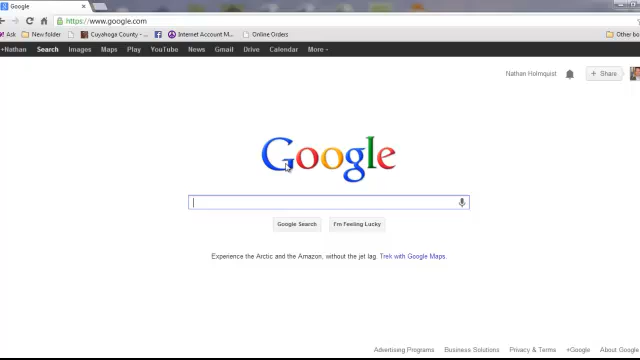 Google
https://www.google.com
Ask New folder Cuyahoga County - ... Internet Account M... Online Orders Other bo
+Nathan Search Images Maps Play YouTube News Gmail Drive Calendar More
Nathan Holmquist + Share
Google
Google Search I'm Feeling Lucky
Experience the Arctic and the Amazon, without the jet lag. Trek with Google Maps.
Advertising Programs Business Solutions Privacy & Terms +Google About Google